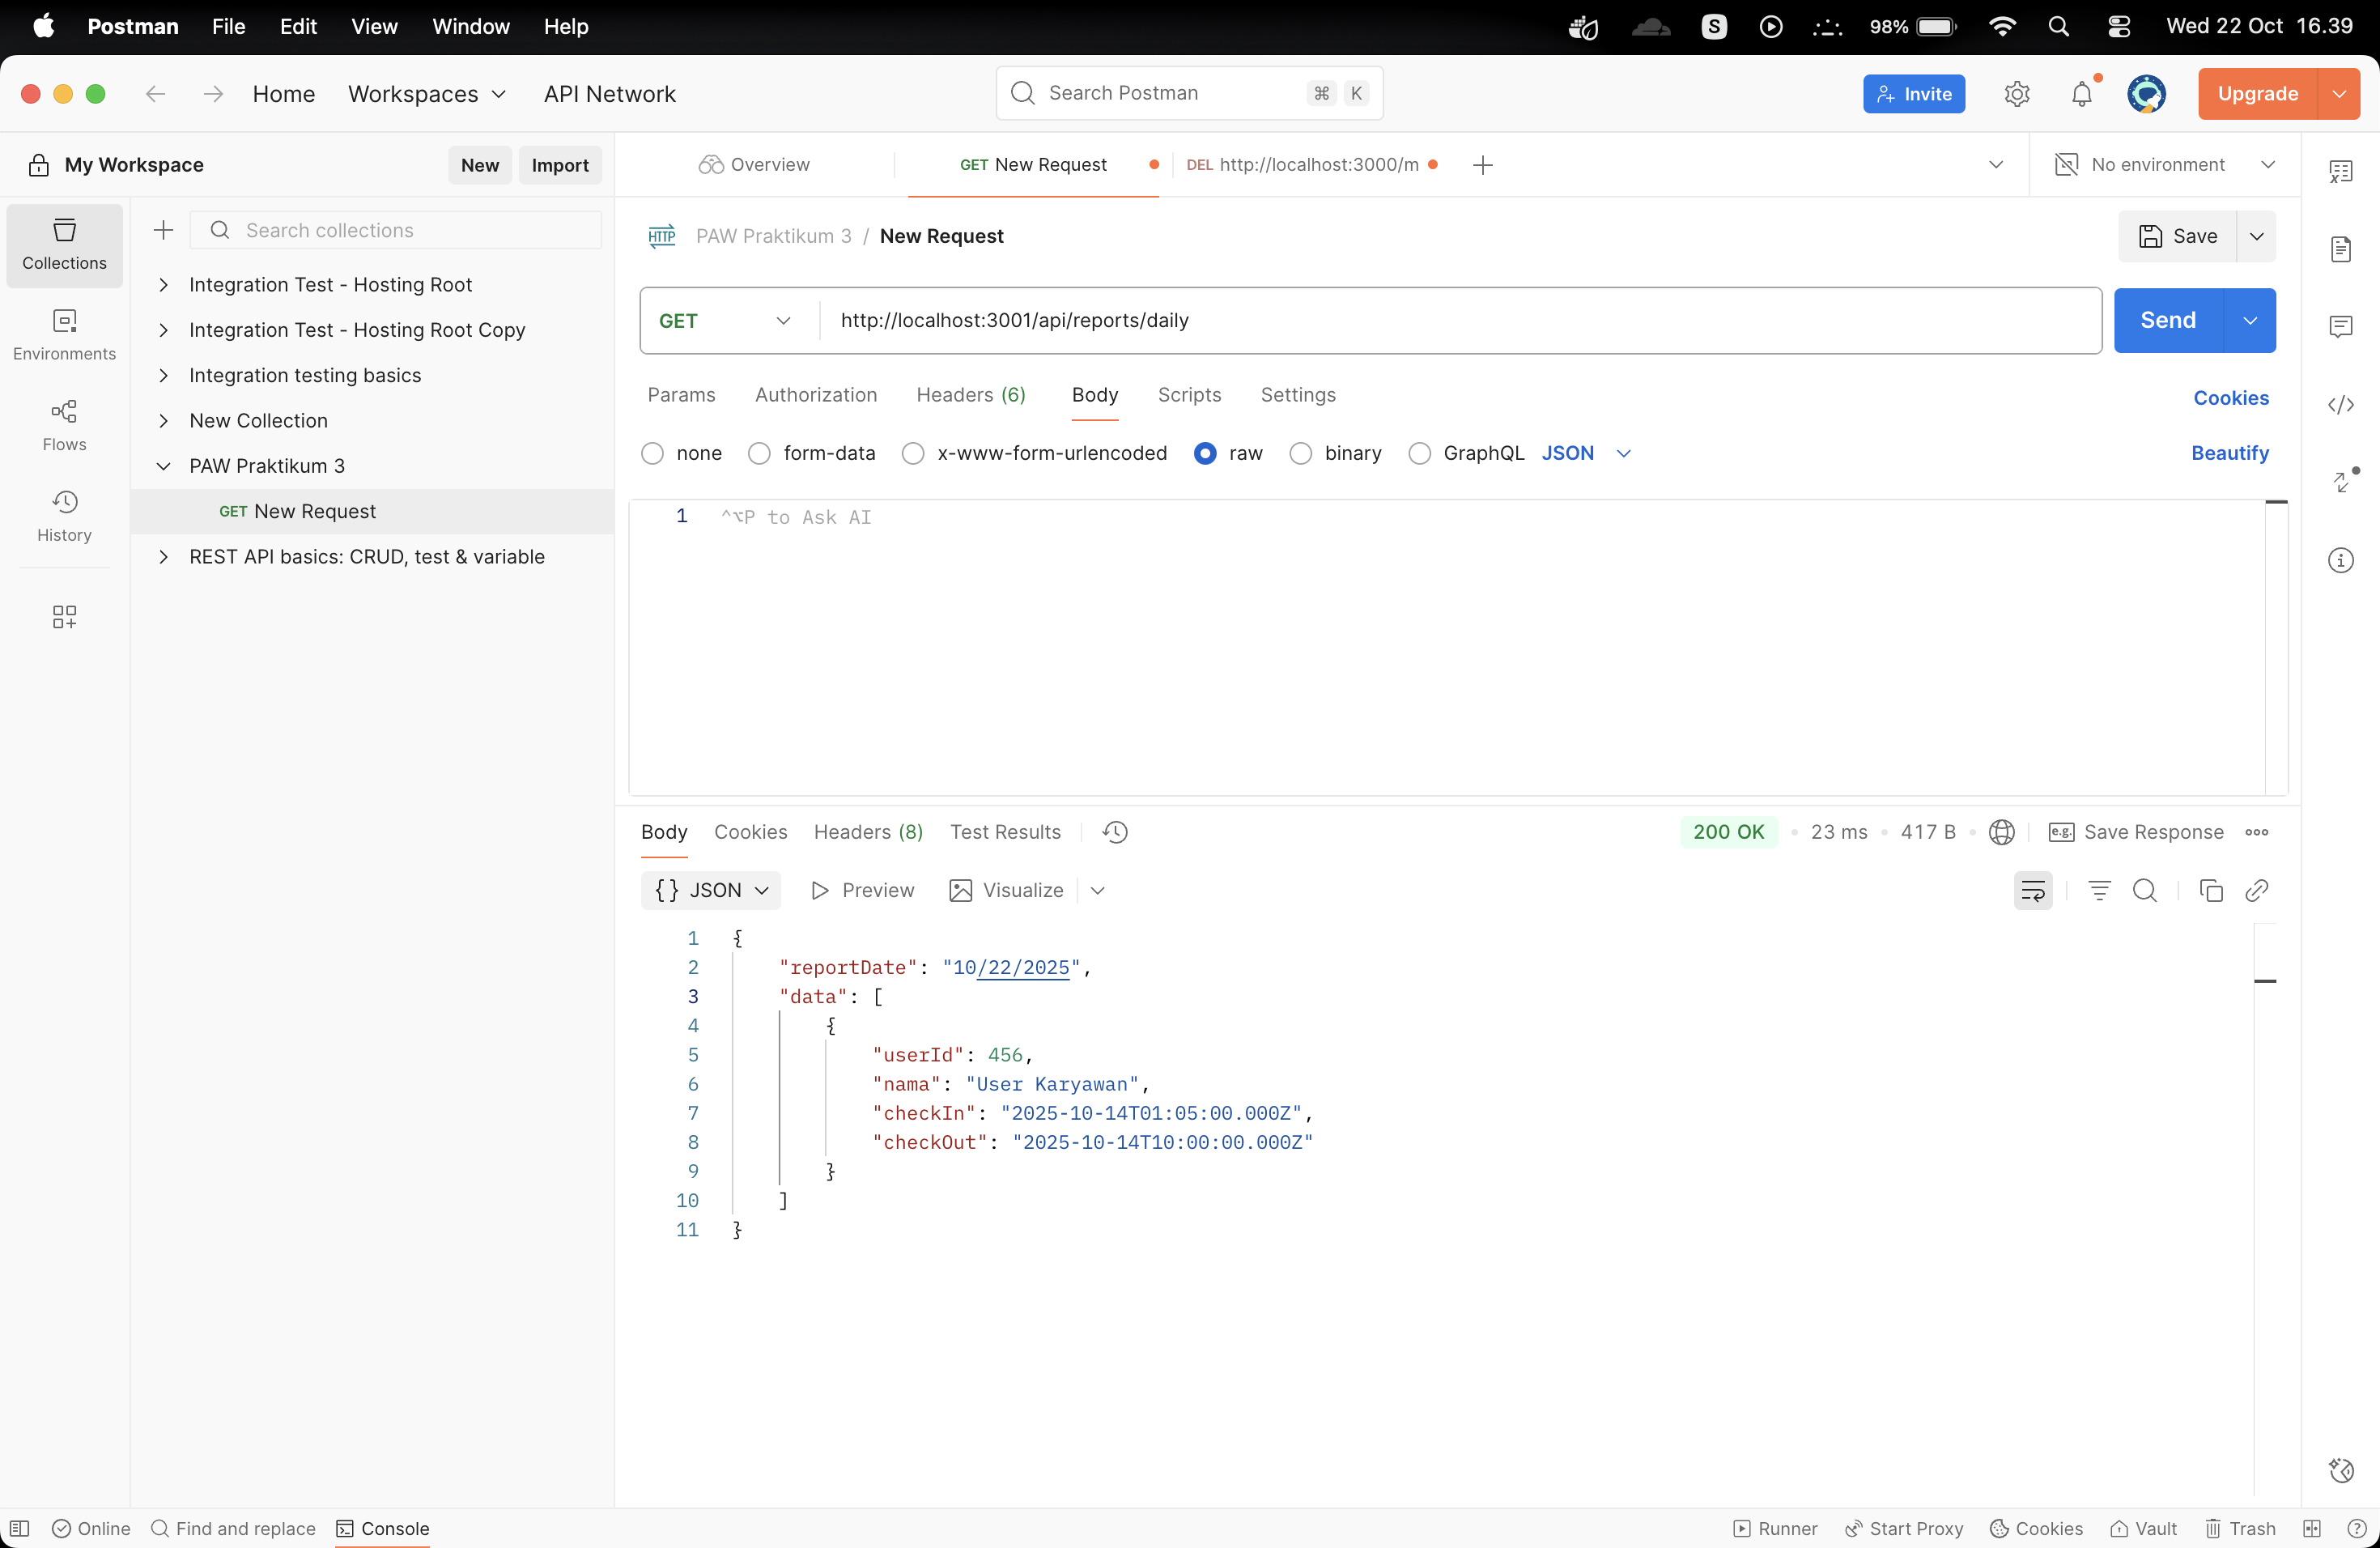 Postman File Edit View Window Help 98% Wed 22 Oct 16.39
Home Workspaces API Network Search Postman ⌘ K Invite Upgrade
My Workspace New Import Overview GET New Request DEL http://localhost:3000/m No environment
Collections
Environments
Flows
History
Search collections
Integration Test - Hosting Root
Integration Test - Hosting Root Copy
Integration testing basics
New Collection
PAW Praktikum 3
GET New Request
REST API basics: CRUD, test & variable
HTTP PAW Praktikum 3 / New Request Save
GET http://localhost:3001/api/reports/daily Send
Params Authorization Headers (6) Body Scripts Settings Cookies
none form-data x-www-form-urlencoded raw binary GraphQL JSON Beautify
1 ^⌥P to Ask AI
Body Cookies Headers (8) Test Results 200 OK • 23 ms • 417 B • e.g. Save Response
{} JSON Preview Visualize
1 {
2 "reportDate": "10/22/2025",
3 "data": [
4 {
5 "userId": 456,
6 "nama": "User Karyawan",
7 "checkIn": "2025-10-14T01:05:00.000Z",
8 "checkOut": "2025-10-14T10:00:00.000Z"
9 }
10 ]
11 }
Online Find and replace Console Runner Start Proxy Cookies Vault Trash